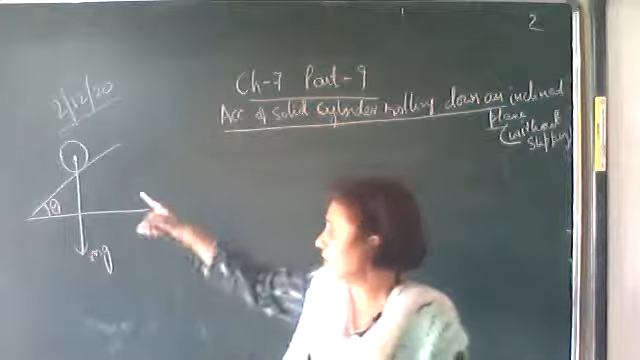 2
2/12/20
Ch-7 Part-9
Acc of solid Cylinder rolling down an inclined
plane
(without
slipping)
θ
mg